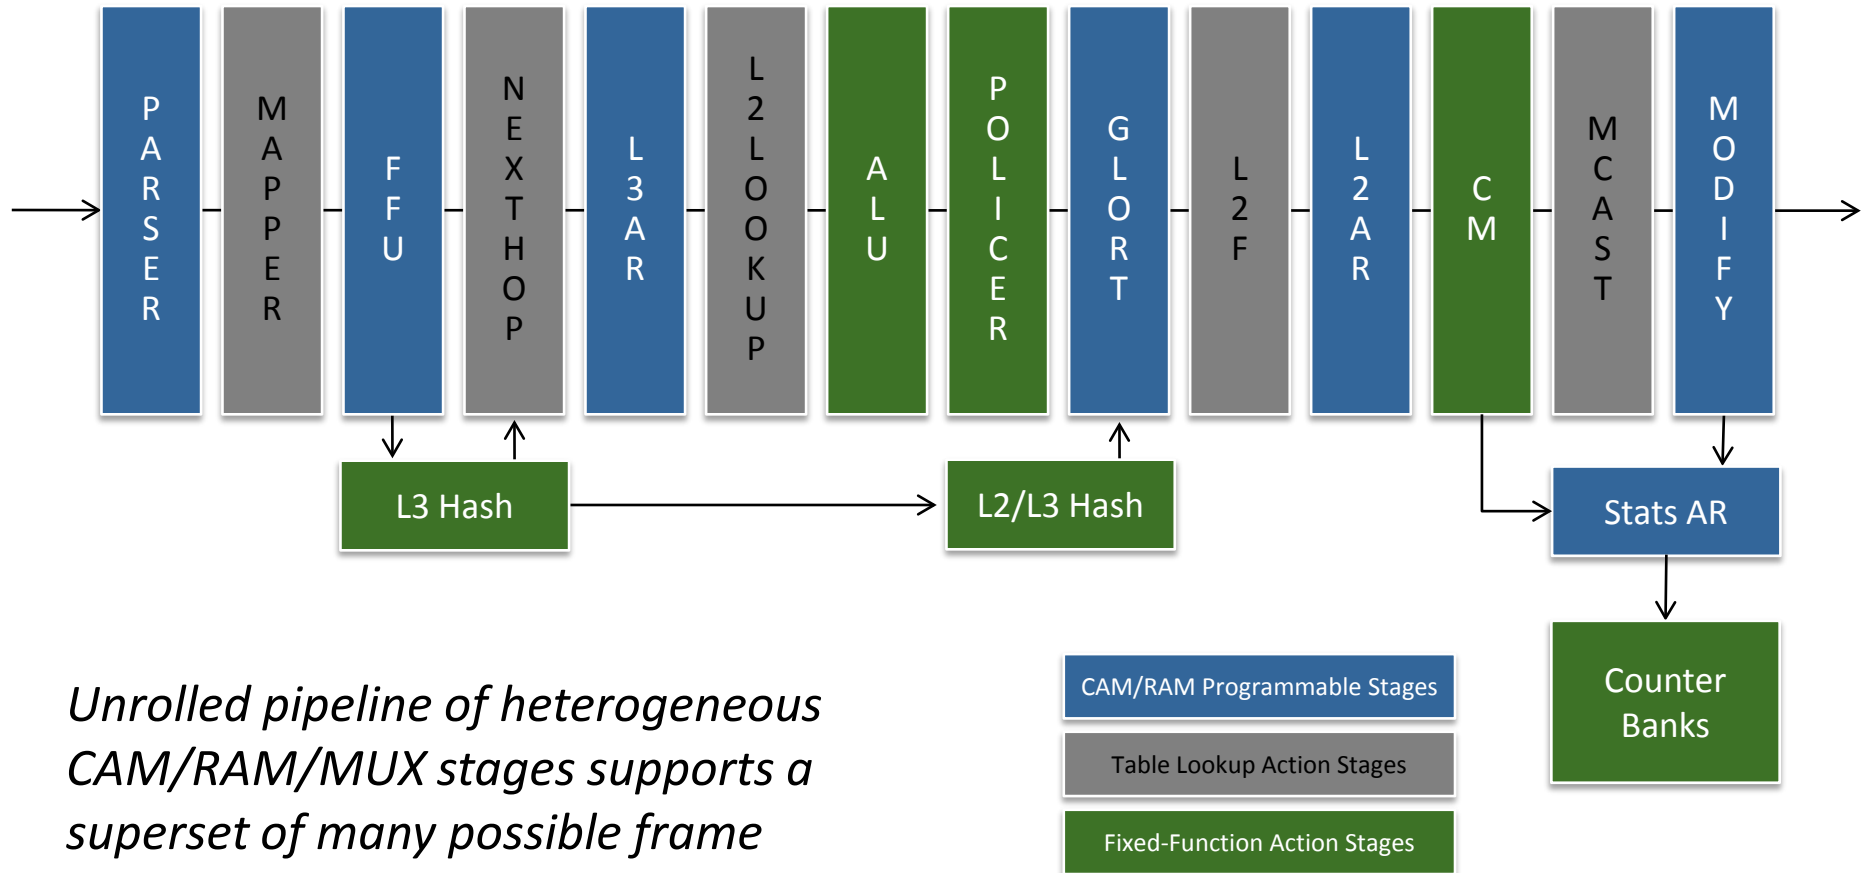 PARSER
MAPPER
FFU
NEXTHOP
L3AR
L2LOOKUP
ALU
POLICER
GLORT
L2F
L2AR
CM
MCAST
MODIFY
L3 Hash
L2/L3 Hash
Stats AR
Counter
Banks
Unrolled pipeline of heterogeneous
CAM/RAM/MUX stages supports a
superset of many possible frame
CAM/RAM Programmable Stages
Table Lookup Action Stages
Fixed-Function Action Stages